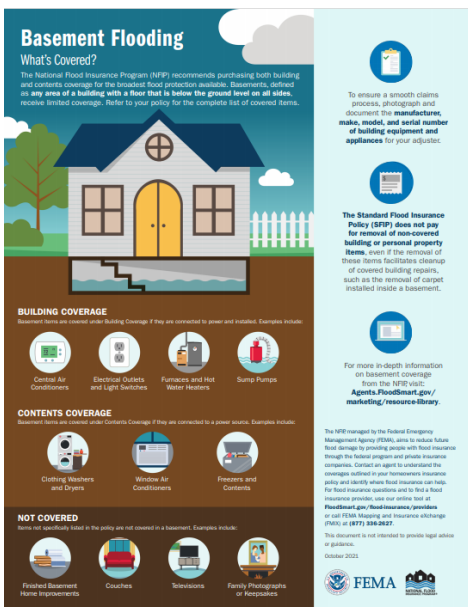 Basement Flooding
What's Covered?
The National Flood Insurance Program (NFIP) recommends purchasing both building
and contents coverage for the broadest flood protection available. Basements, defined
as any area of a building with a floor that is below the ground level on all sides,
receive limited coverage. Refer to your policy for the complete list of covered items.
BUILDING COVERAGE
Basement items are covered under Building Coverage if they are connected to power and installed. Examples include:
Central Air
Conditioners
Electrical Outlets
and Light Switches
Furnaces and Hot
Water Heaters
Sump Pumps
CONTENTS COVERAGE
Basement items are covered under Contents Coverage if they are connected to a power source. Examples include:
Clothing Washers
and Dryers
Window Air
Conditioners
Freezers and
Contents
NOT COVERED
Items not specifically listed in the policy are not covered in a basement. Examples include:
Finished Basement
Home Improvements
Couches
Televisions
Family Photographs
or Keepsakes
To ensure a smooth claims
process, photograph and
document the manufacturer,
make, model, and serial number
of building equipment and
appliances for your adjuster.
The Standard Flood Insurance
Policy (SFIP) does not pay
for removal of non-covered
building or personal property
items, even if the removal of
these items facilitates cleanup
of covered building repairs,
such as the removal of carpet
installed inside a basement.
For more in-depth information
on basement coverage
from the NFIP, visit:
Agents.FloodSmart.gov/
marketing/resource-library.
The NFIP, managed by the Federal Emergency
Management Agency (FEMA), aims to reduce future
flood damage by providing people with flood insurance
through the federal program and private insurance
companies. Contact an agent to understand the
coverages outlined in your homeowners insurance
policy and identify where flood insurance can help.
For flood insurance questions and to find a flood
insurance provider, use our online tool at
FloodSmart.gov/flood-insurance/providers
or call FEMA Mapping and Insurance eXchange
(FMIX) at (877) 336-2627.
This document is not intended to provide legal advice
or guidance.
October 2021
FEMA
NATIONAL FLOOD
INSURANCE PROGRAM